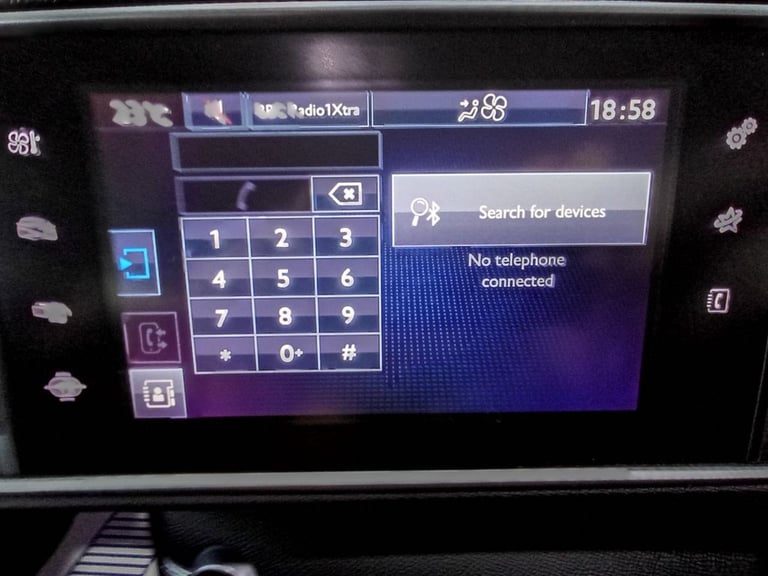 23°C
Radio1Xtra
18:58
Search for devices
No telephone
connected
1 2 3
4 5 6
7 8 9
* 0+ #